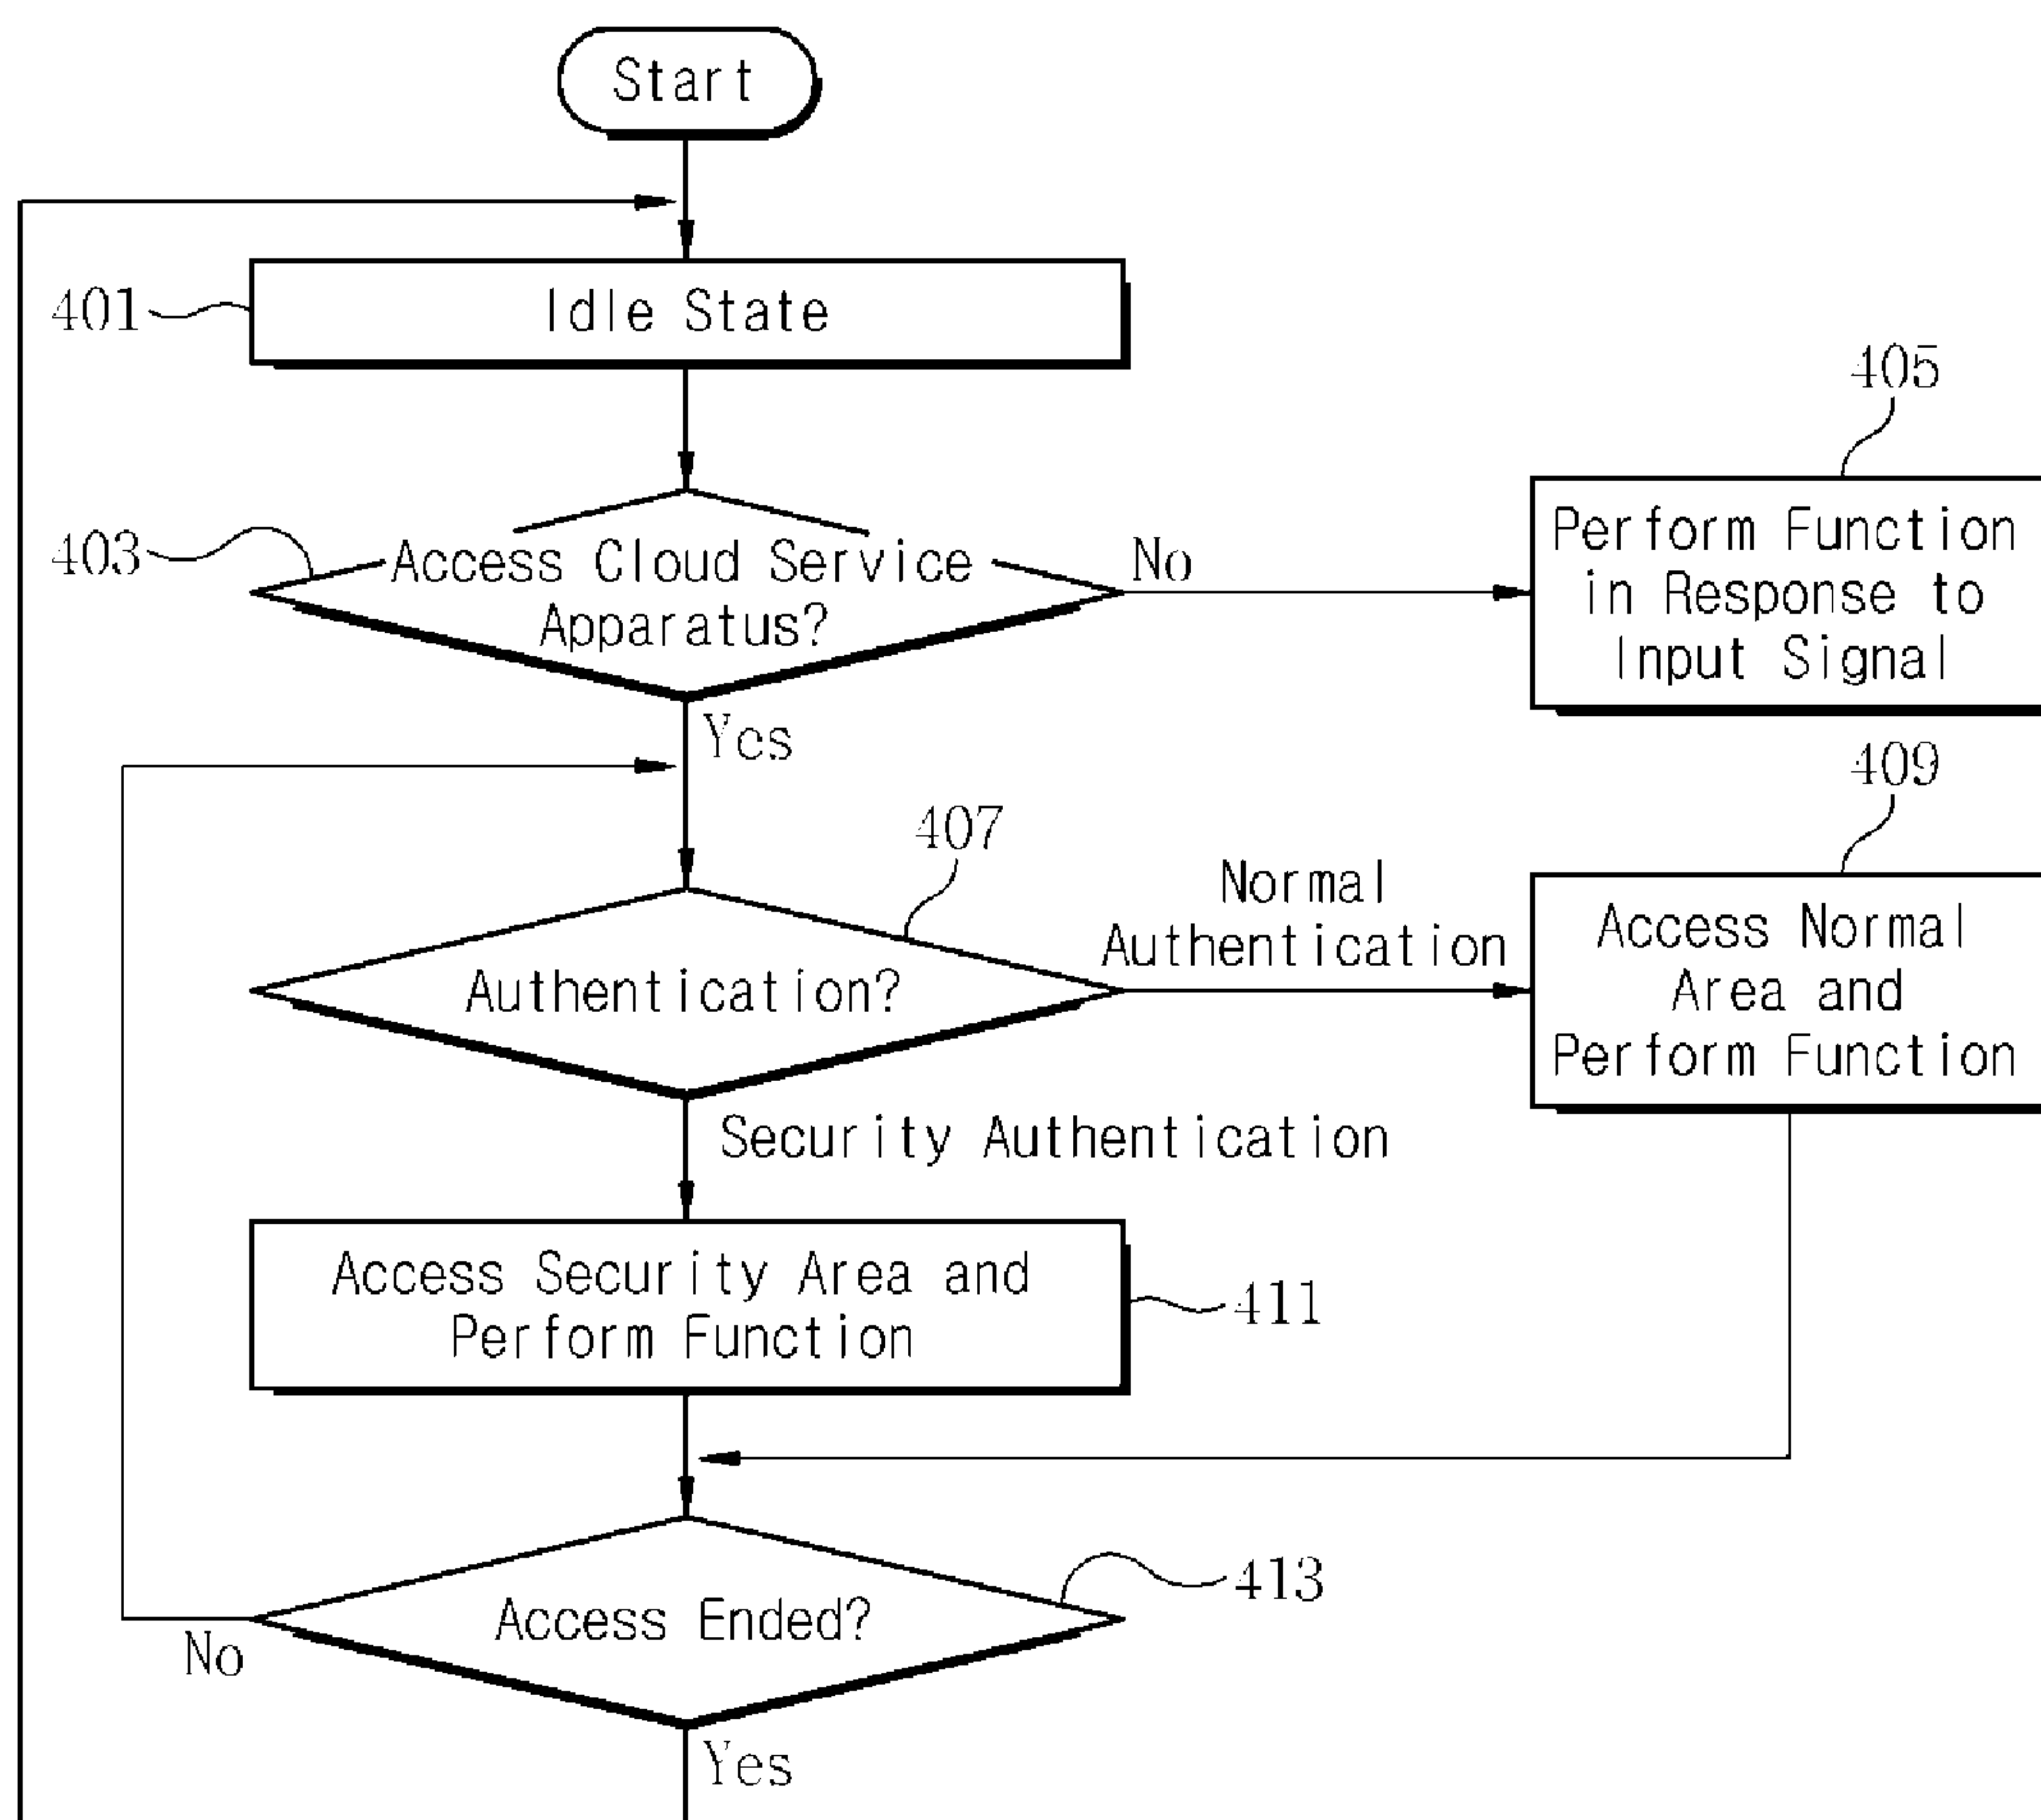 Start
401
Idle State
405
403
Access Cloud Service
Apparatus?
No
Perform Function
in Response to
Input Signal
Yes
407
409
Normal
Authentication
Authentication?
Access Normal
Area and
Perform Function
Security Authentication
Access Security Area and
Perform Function
411
413
Access Ended?
No
Yes